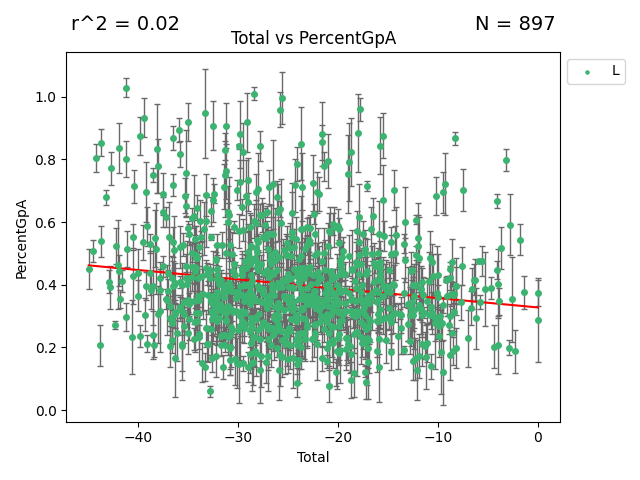 r^2 = 0.02
N = 897
Total vs PercentGpA
L
1.0
0.8
0.6
0.4
0.2
0.0
PercentGpA
−40
−30
−20
−10
0
Total